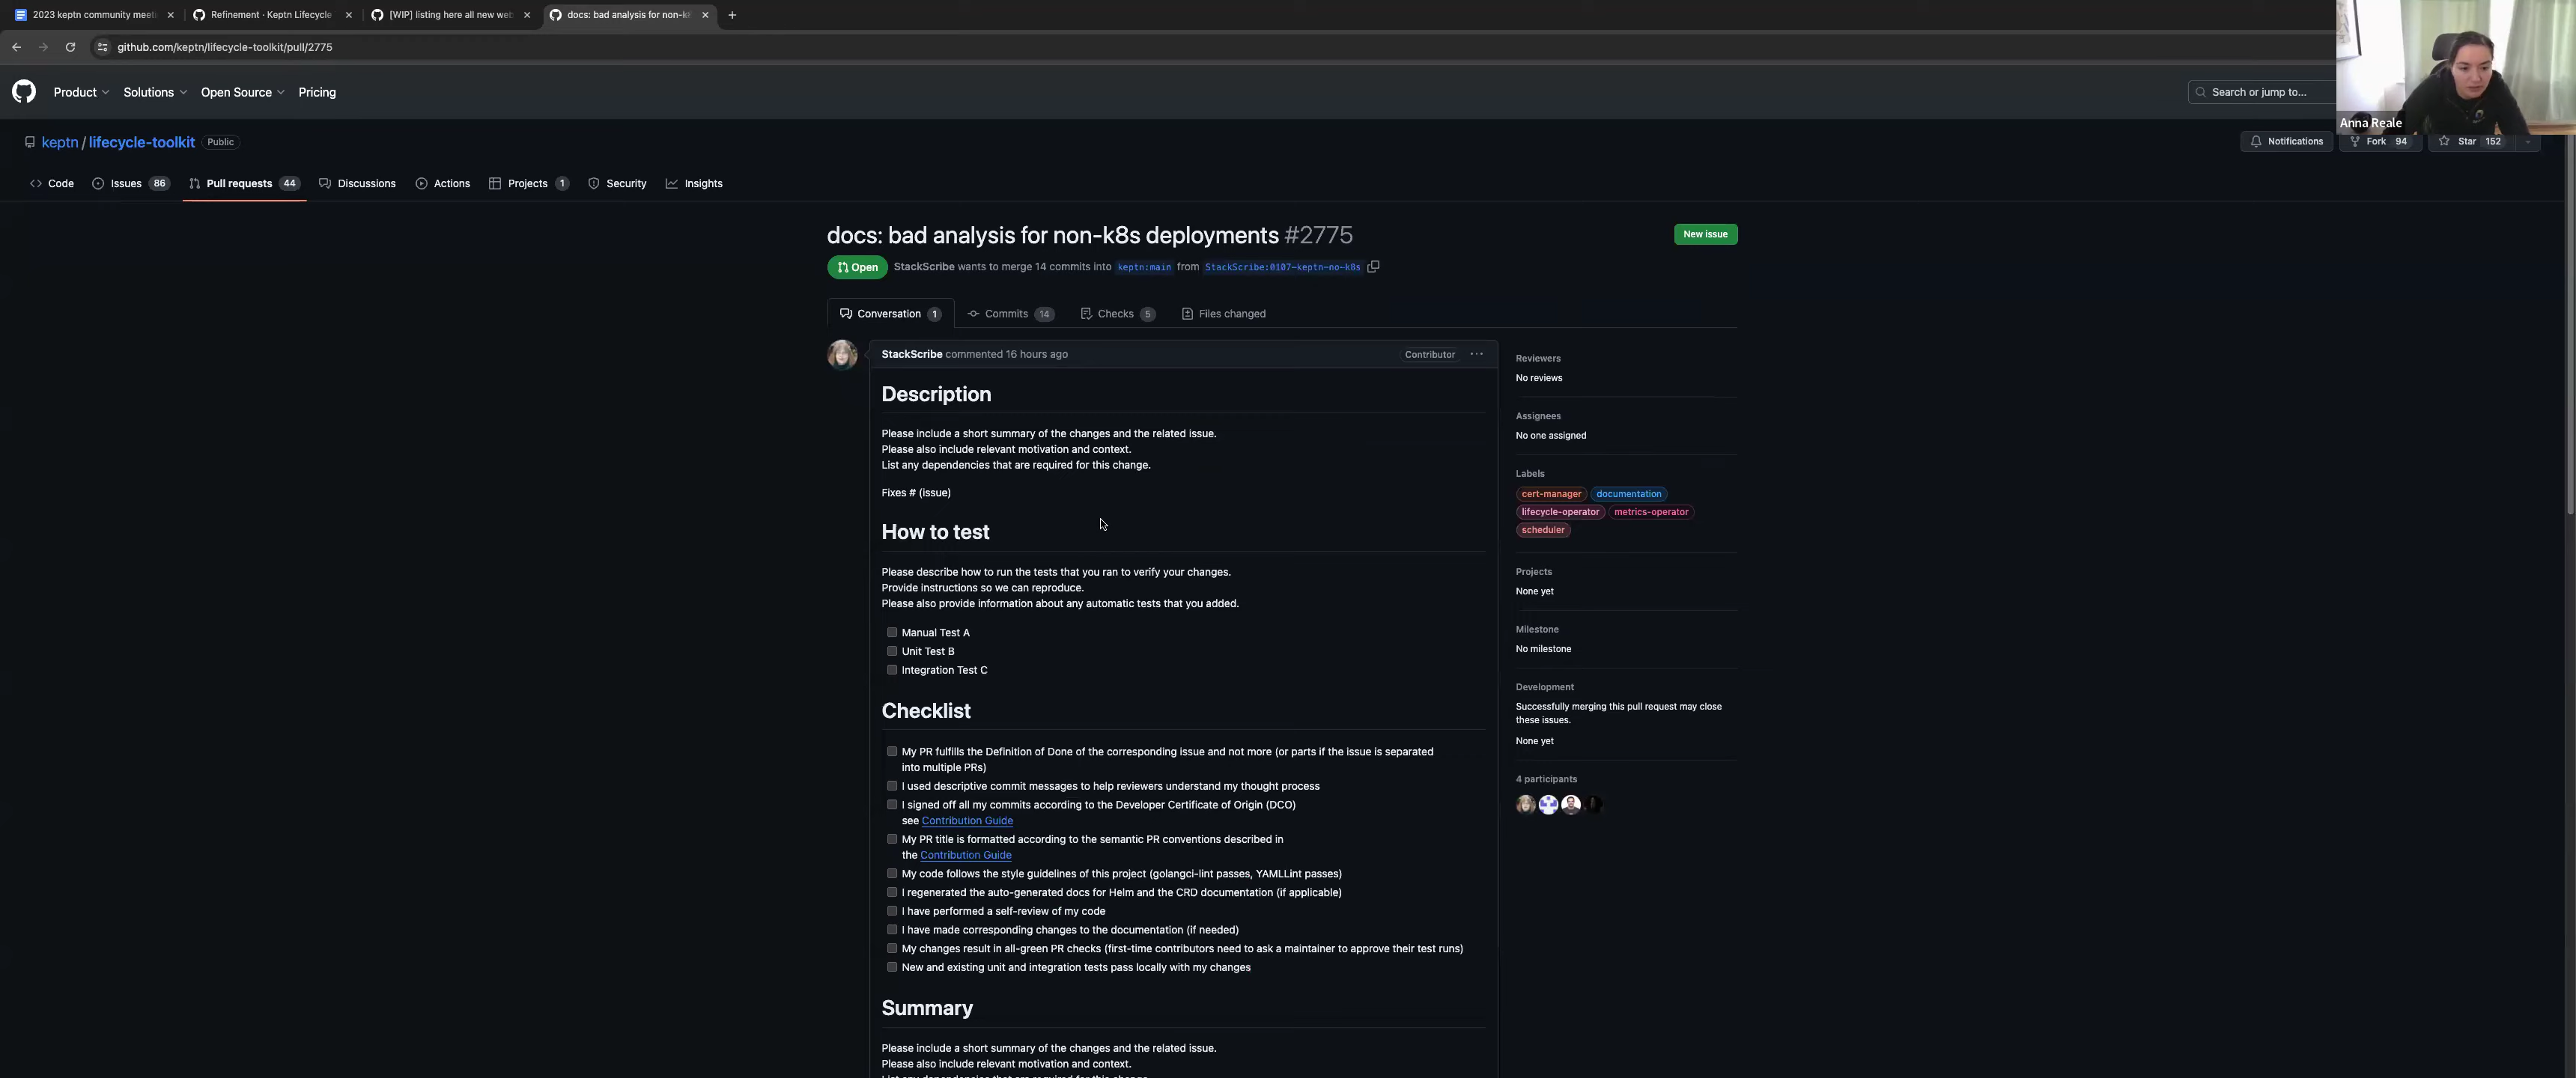 2023 keptn community meeti
Refinement · Keptn Lifecycle
[WIP] listing here all new web
docs: bad analysis for non-k8
github.com/keptn/lifecycle-toolkit/pull/2775
Product
Solutions
Open Source
Pricing
Search or jump to...
Anna Reale
keptn / lifecycle-toolkit
Public
Notifications
Fork 94
Star 152
Code
Issues 86
Pull requests 44
Discussions
Actions
Projects 1
Security
Insights
docs: bad analysis for non-k8s deployments #2775
New issue
Open
StackScribe wants to merge 14 commits into keptn:main from StackScribe:0107-keptn-no-k8s
Conversation 1
Commits 14
Checks 5
Files changed
StackScribe commented 16 hours ago
Contributor
Description
Please include a short summary of the changes and the related issue.
Please also include relevant motivation and context.
List any dependencies that are required for this change.
Fixes # (issue)
How to test
Please describe how to run the tests that you ran to verify your changes.
Provide instructions so we can reproduce.
Please also provide information about any automatic tests that you added.
Manual Test A
Unit Test B
Integration Test C
Checklist
My PR fulfills the Definition of Done of the corresponding issue and not more (or parts if the issue is separated
into multiple PRs)
I used descriptive commit messages to help reviewers understand my thought process
I signed off all my commits according to the Developer Certificate of Origin (DCO)
see Contribution Guide
My PR title is formatted according to the semantic PR conventions described in
the Contribution Guide
My code follows the style guidelines of this project (golangci-lint passes, YAMLLint passes)
I regenerated the auto-generated docs for Helm and the CRD documentation (if applicable)
I have performed a self-review of my code
I have made corresponding changes to the documentation (if needed)
My changes result in all-green PR checks (first-time contributors need to ask a maintainer to approve their test runs)
New and existing unit and integration tests pass locally with my changes
Summary
Please include a short summary of the changes and the related issue.
Please also include relevant motivation and context.
Reviewers
No reviews
Assignees
No one assigned
Labels
cert-manager
documentation
lifecycle-operator
metrics-operator
scheduler
Projects
None yet
Milestone
No milestone
Development
Successfully merging this pull request may close
these issues.
None yet
4 participants